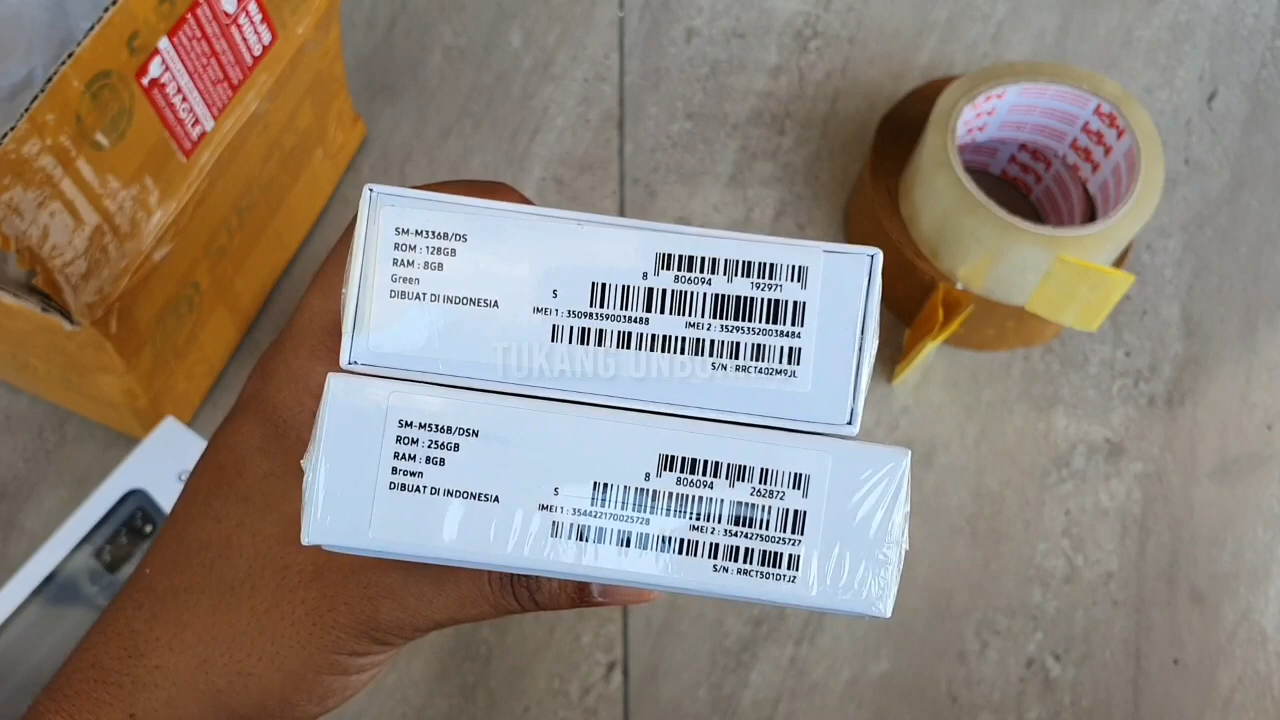 WAJIB
VIDEO
FRAGILE
SM-M336B/DS
ROM : 128GB
RAM : 8GB
Green
DIBUAT DI INDONESIA
8 806094 192971
S
IMEI 1 : 350983590038488
IMEI 2 : 352953520038484
S/N : RRCT402M9JL
TUKANG
SM-M536B/DSN
ROM : 256GB
RAM : 8GB
Brown
DIBUAT DI INDONESIA
8 806094 262872
S
IMEI 1 : 354422170025728
IMEI 2 : 354742750025727
S/N : RRCT501DTJZ